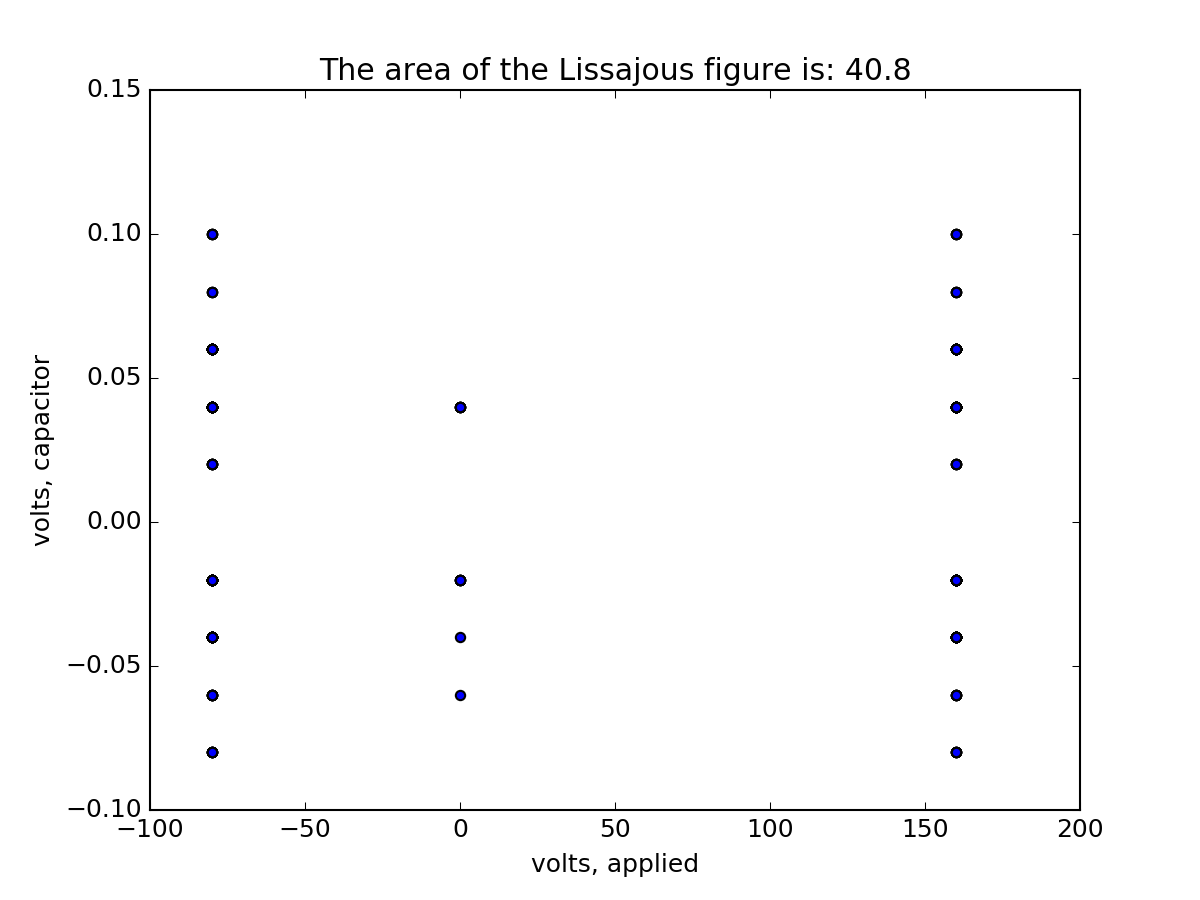 The area of the Lissajous figure is: 40.8
0.15
0.10
0.05
0.00
−0.05
−0.10
volts, capacitor
−100 −50 0 50 100 150 200
volts, applied